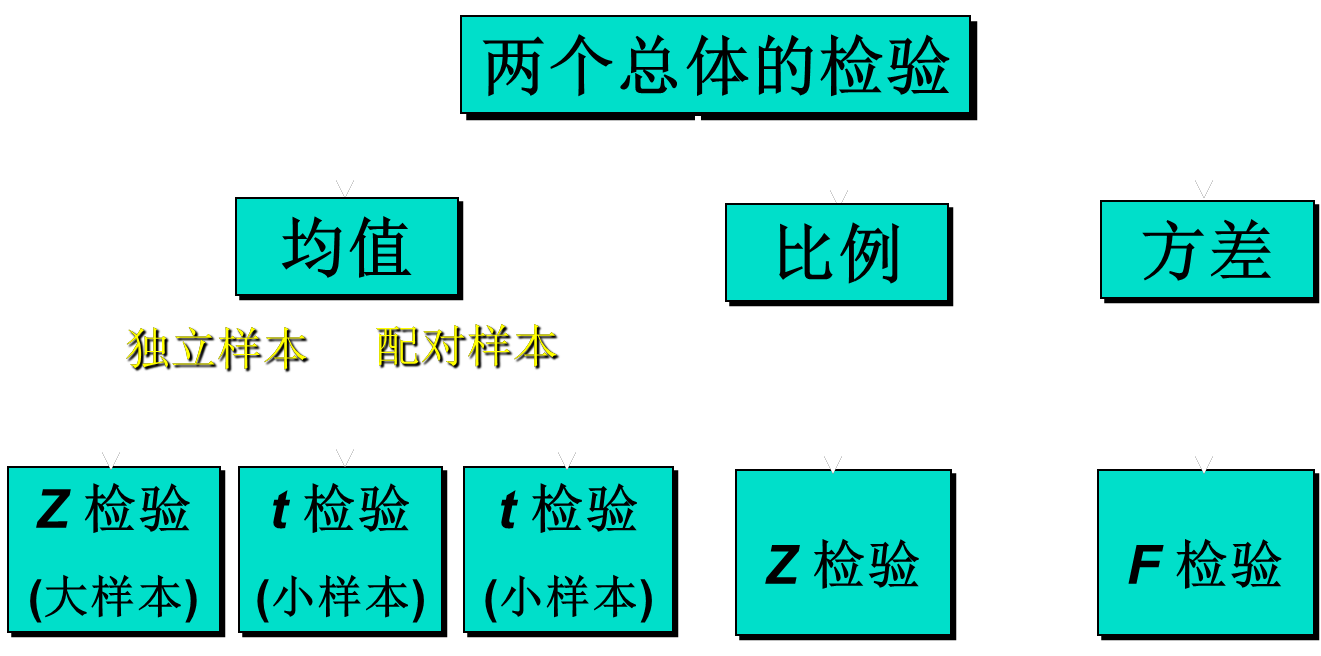 两个总体的检验
均值
比例
方差
独立样本
配对样本
Z 检验
(大样本)
t 检验
(小样本)
t 检验
(小样本)
Z 检验
F 检验